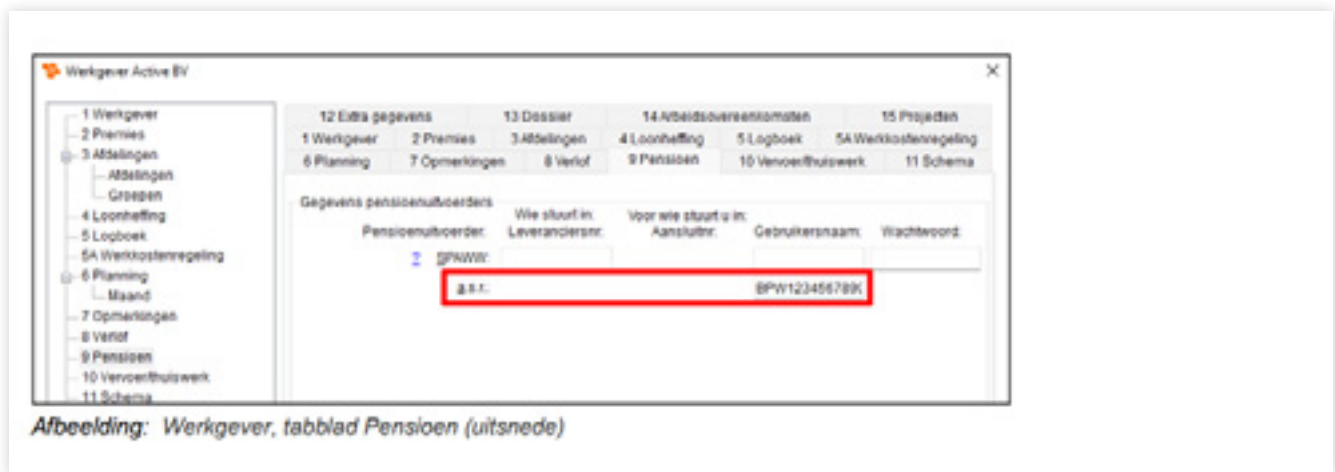 Werkgever Active BV
1 Werkgever
2 Premies
3 Afdelingen
Afdelingen
Groepen
4 Loonheffing
5 Logboek
5A Werkkostenregeling
6 Planning
Maand
7 Opmerkingen
8 Verlof
9 Pensioen
10 Vervoer/thuiswerk
11 Schema
12 Extra gegevens 13 Dossier 14 Arbeidsovereenkomsten 15 Projecten
1 Werkgever 2 Premies 3 Afdelingen 4 Loonheffing 5 Logboek 5A Werkkostenregeling
6 Planning 7 Opmerkingen 8 Verlof 9 Pensioen 10 Vervoer/thuiswerk 11 Schema
Gegevens pensioenuitvoerders
Wie stuurt in: Voor wie stuurt u in:
Pensioenuitvoerder: Leveranciersnr. Aansluitnr. Gebruikersnaam: Wachtwoord:
? SPAWW:
a.s.r.: BPW123456789
Afbeelding: Werkgever, tabblad Pensioen (uitsnede)